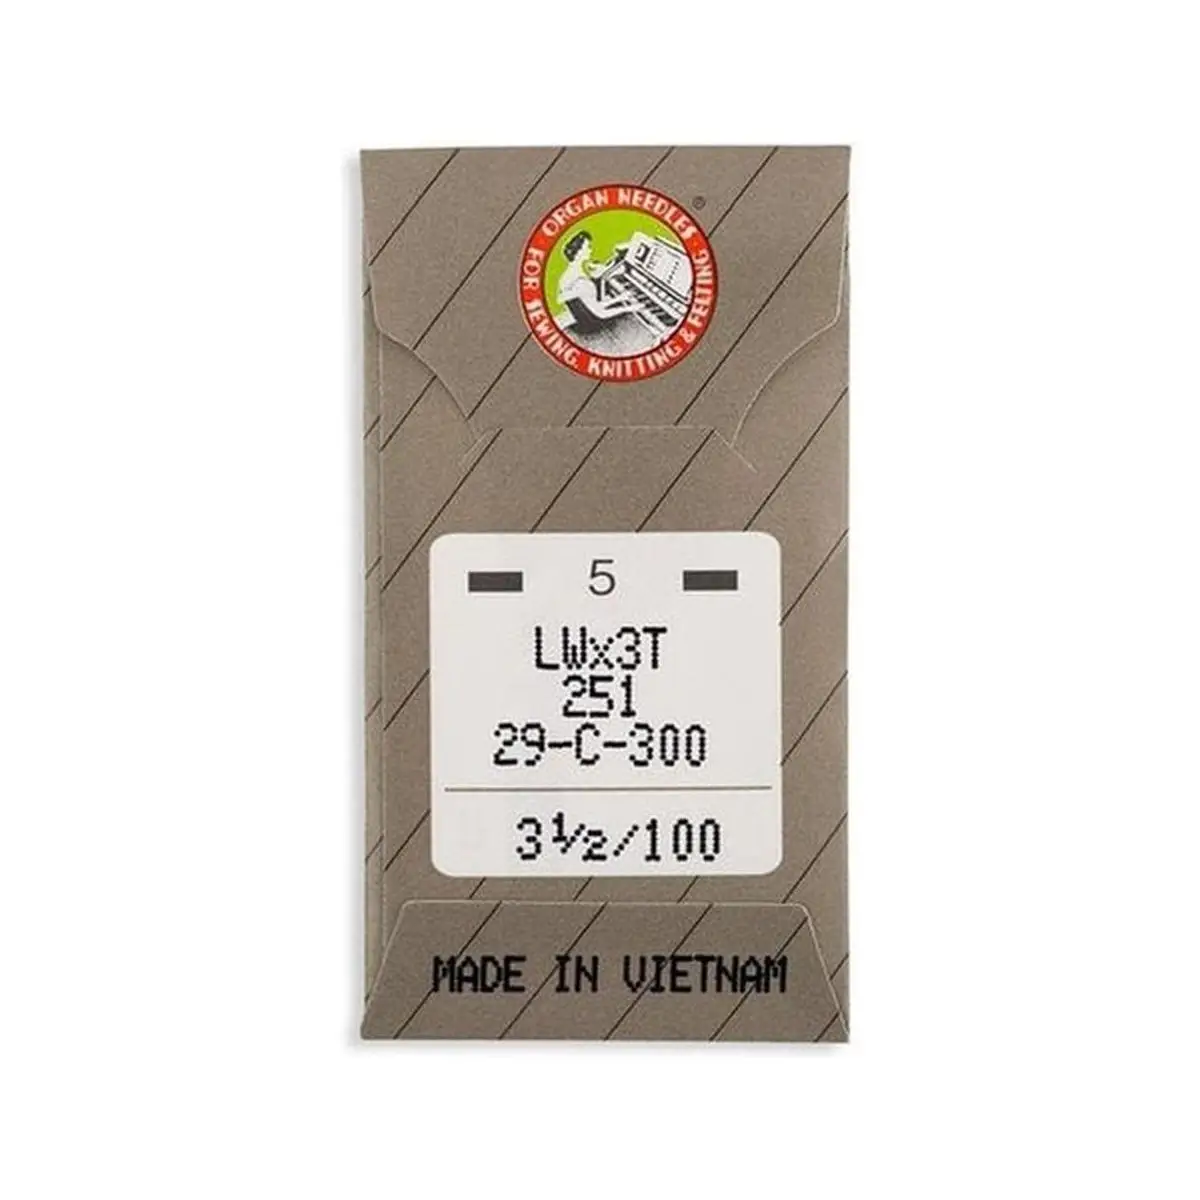 ORGAN NEEDLES
®
· FOR SEWING, KNITTING & FELTING ·
5
LWx3T
251
29-C-300
3½/100
MADE IN VIETNAM